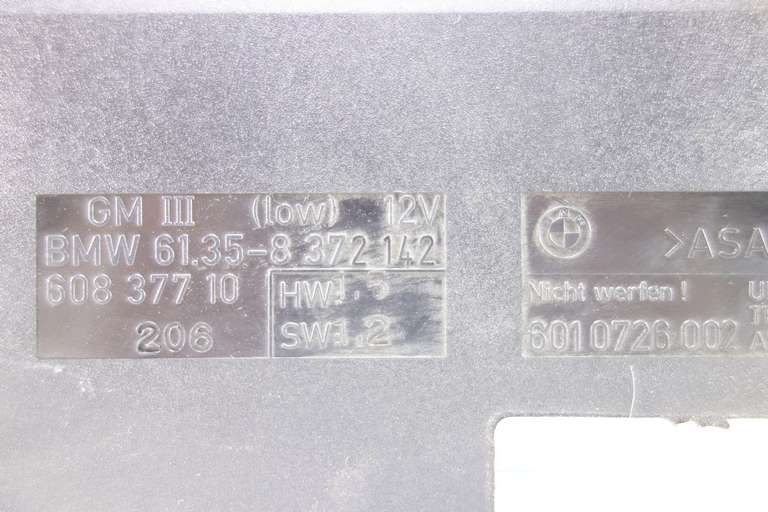 GM III (low) 12V
BMW 61.35-8 372 142
608 377 10
HW:1.5
206
SW:1.2
>ASA
Nicht werfen !
601 0726 002